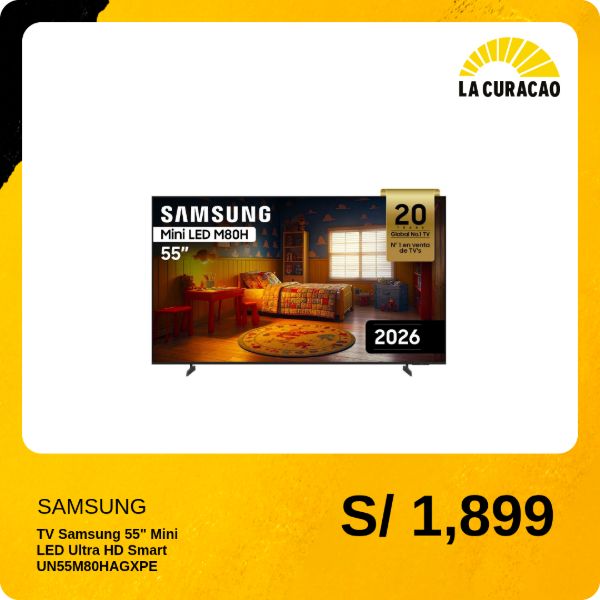 LA CURACAO
SAMSUNG
Mini LED M80H
55"
20
YEARS
Global No.1 TV
N° 1 en venta
de TV's
2026
SAMSUNG
S/ 1,899
TV Samsung 55" Mini
LED Ultra HD Smart
UN55M80HAGXPE